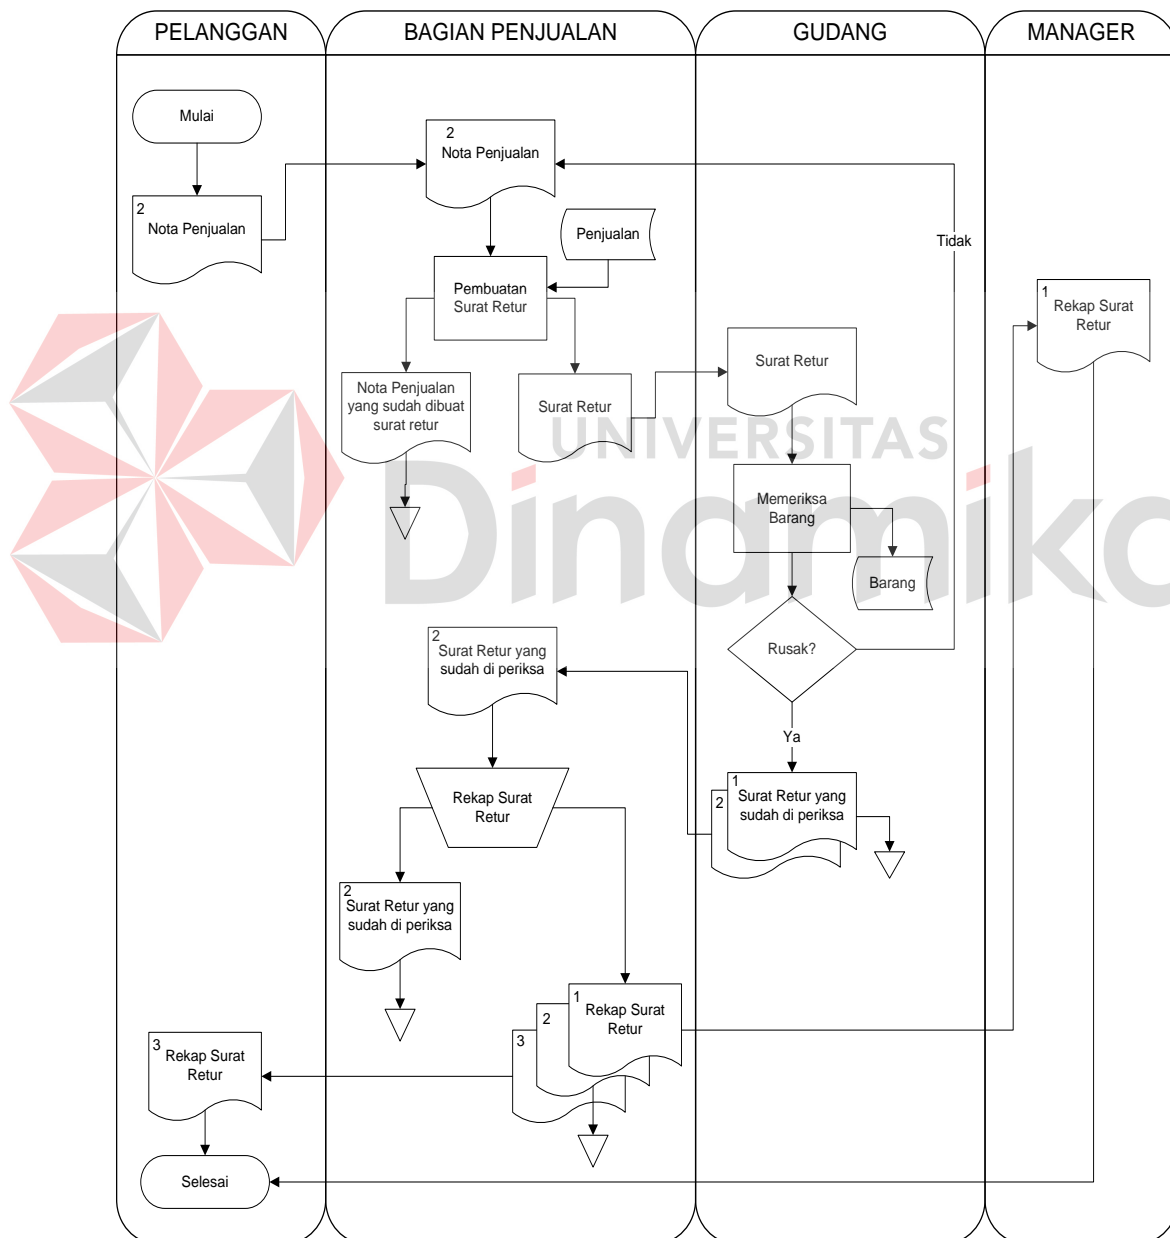 PELANGGAN
BAGIAN PENJUALAN
GUDANG
MANAGER
Mulai
2
Nota Penjualan
2
Nota Penjualan
Penjualan
Tidak
Pembuatan
Surat Retur
1
Rekap Surat
Retur
Surat Retur
Nota Penjualan
yang sudah dibuat
surat retur
Surat Retur
UNIVERSITAS
Dinamika
Memeriksa
Barang
Barang
Rusak?
2
Surat Retur yang
sudah di periksa
Ya
1
2
Surat Retur yang
sudah di periksa
Rekap Surat
Retur
2
Surat Retur yang
sudah di periksa
1
2
3
Rekap Surat
Retur
3
Rekap Surat
Retur
Selesai